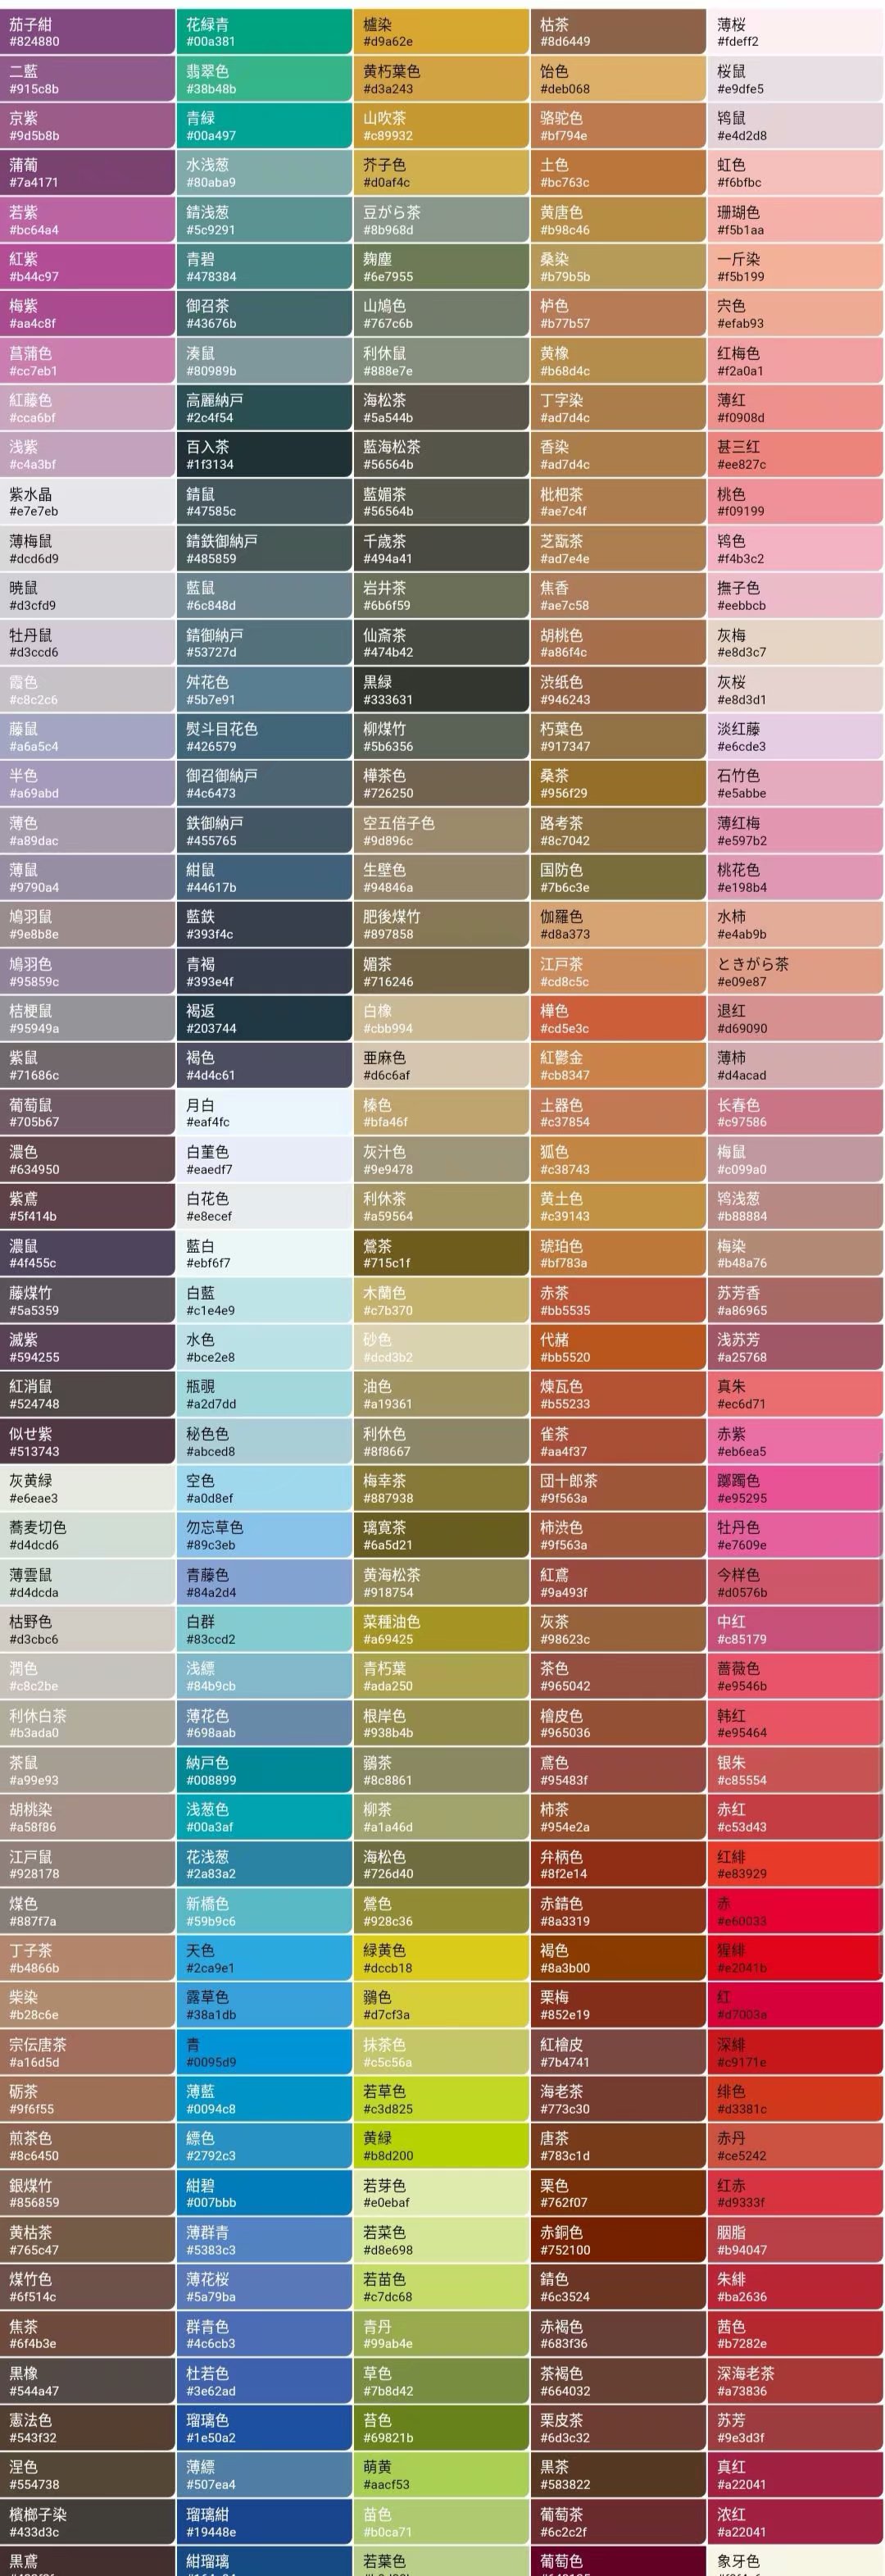 茄子紺
#824880
二藍
#915c8b
京紫
#9d5b8b
蒲葡
#7a4171
若紫
#bc64a4
紅紫
#b44c97
梅紫
#aa4c8f
菖蒲色
#cc7eb1
紅藤色
#cca6bf
浅紫
#c4a3bf
紫水晶
#e7e7eb
薄梅鼠
#dcd6d9
暁鼠
#d3cfd9
牡丹鼠
#d3ccd6
霞色
#c8c2c6
藤鼠
#a6a5c4
半色
#a69abd
薄色
#a89dac
薄鼠
#9790a4
鳩羽鼠
#9e8b8e
鳩羽色
#95859c
桔梗鼠
#95949a
紫鼠
#71686c
葡萄鼠
#705b67
濃色
#634950
紫鳶
#5f414b
濃鼠
#4f455c
藤煤竹
#5a5359
滅紫
#594255
紅消鼠
#524748
似せ紫
#513743
灰黄緑
#e6eae3
蕎麦切色
#d4dcd6
薄雲鼠
#d4dcda
枯野色
#d3cbc6
潤色
#c8c2be
利休白茶
#b3ada0
茶鼠
#a99e93
胡桃染
#a58f86
江戸鼠
#928178
煤色
#887f7a
丁子茶
#b4866b
柴染
#b28c6e
宗伝唐茶
#a16d5d
砺茶
#9f6f55
煎茶色
#8c6450
銀煤竹
#856859
黄枯茶
#765c47
煤竹色
#6f514c
焦茶
#6f4b3e
黒橡
#544a47
憲法色
#543f32
涅色
#554738
檳榔子染
#433d3c
黒鳶
花緑青
#00a381
翡翠色
#38b48b
青緑
#00a497
水浅葱
#80aba9
錆浅葱
#5c9291
青碧
#478384
御召茶
#43676b
湊鼠
#80989b
高麗納戸
#2c4f54
百入茶
#1f3134
錆鼠
#47585c
錆鉄御納戸
#485859
藍鼠
#6c848d
錆御納戸
#53727d
舛花色
#5b7e91
熨斗目花色
#426579
御召御納戸
#4c6473
鉄御納戸
#455765
紺鼠
#44617b
藍鉄
#393f4c
青褐
#393e4f
褐返
#203744
褐色
#4d4c61
月白
#eaf4fc
白菫色
#eaedf7
白花色
#e8ecef
藍白
#ebf6f7
白藍
#c1e4e9
水色
#bce2e8
瓶覗
#a2d7dd
秘色色
#abced8
空色
#a0d8ef
勿忘草色
#89c3eb
青藤色
#84a2d4
白群
#83ccd2
浅縹
#84b9cb
薄花色
#698aab
納戸色
#008899
浅葱色
#00a3af
花浅葱
#2a83a2
新橋色
#59b9c6
天色
#2ca9e1
露草色
#38a1db
青
#0095d9
薄藍
#0094c8
縹色
#2792c3
紺碧
#007bbb
薄群青
#5383c3
薄花桜
#5a79ba
群青色
#4c6cb3
杜若色
#3e62ad
瑠璃色
#1e50a2
薄縹
#507ea4
瑠璃紺
#19448e
紺瑠璃
櫨染
#d9a62e
黄朽葉色
#d3a243
山吹茶
#c89932
芥子色
#d0af4c
豆がら茶
#8b968d
麹塵
#6e7955
山鳩色
#767c6b
利休鼠
#888e7e
海松茶
#5a544b
藍海松茶
#56564b
藍媚茶
#56564b
千歳茶
#494a41
岩井茶
#6b6f59
仙斎茶
#474b42
黒緑
#333631
柳煤竹
#5b6356
樺茶色
#726250
空五倍子色
#9d896c
生壁色
#94846a
肥後煤竹
#897858
媚茶
#716246
白橡
#cbb994
亜麻色
#d6c6af
榛色
#bfa46f
灰汁色
#9e9478
利休茶
#a59564
鶯茶
#715c1f
木蘭色
#c7b370
砂色
#dcd3b2
油色
#a19361
利休色
#8f8667
梅幸茶
#887938
璃寛茶
#6a5d21
黄海松茶
#918754
菜種油色
#a69425
青朽葉
#ada250
根岸色
#938b4b
鶸茶
#8c8861
柳茶
#a1a46d
海松色
#726d40
鶯色
#928c36
緑黄色
#dccb18
鶸色
#d7cf3a
抹茶色
#c5c56a
若草色
#c3d825
黄緑
#b8d200
若芽色
#e0ebaf
若菜色
#d8e698
若苗色
#c7dc68
青丹
#99ab4e
草色
#7b8d42
苔色
#69821b
萌黄
#aacf53
苗色
#b0ca71
若葉色
枯茶
#8d6449
饴色
#deb068
骆驼色
#bf794e
土色
#bc763c
黄唐色
#b98c46
桑染
#b79b5b
栌色
#b77b57
黄橡
#b68d4c
丁字染
#ad7d4c
香染
#ad7d4c
枇杷茶
#ae7c4f
芝翫茶
#ad7e4e
焦香
#ae7c58
胡桃色
#a86f4c
渋纸色
#946243
朽葉色
#917347
桑茶
#956f29
路考茶
#8c7042
国防色
#7b6c3e
伽羅色
#d8a373
江戸茶
#cd8c5c
樺色
#cd5e3c
紅鬱金
#cb8347
土器色
#c37854
狐色
#c38743
黄土色
#c39143
琥珀色
#bf783a
赤茶
#bb5535
代赭
#bb5520
煉瓦色
#b55233
雀茶
#aa4f37
団十郎茶
#9f563a
柿渋色
#9f563a
紅鳶
#9a493f
灰茶
#98623c
茶色
#965042
檜皮色
#965036
鳶色
#95483f
柿茶
#954e2a
弁柄色
#8f2e14
赤錆色
#8a3319
褐色
#8a3b00
栗梅
#852e19
紅檜皮
#7b4741
海老茶
#773c30
唐茶
#783c1d
栗色
#762f07
赤銅色
#752100
錆色
#6c3524
赤褐色
#683f36
茶褐色
#664032
栗皮茶
#6d3c32
黒茶
#583822
葡萄茶
#6c2c2f
葡萄色
薄桜
#fdeff2
桜鼠
#e9dfe5
鸨鼠
#e4d2d8
虹色
#f6bfbc
珊瑚色
#f5b1aa
一斤染
#f5b199
宍色
#efab93
红梅色
#f2a0a1
薄红
#f0908d
甚三红
#ee827c
桃色
#f09199
鸨色
#f4b3c2
撫子色
#eebbcb
灰梅
#e8d3c7
灰桜
#e8d3d1
淡红藤
#e6cde3
石竹色
#e5abbe
薄红梅
#e597b2
桃花色
#e198b4
水柿
#e4ab9b
ときがら茶
#e09e87
退红
#d69090
薄柿
#d4acad
长春色
#c97586
梅鼠
#c099a0
鸨浅葱
#b88884
梅染
#b48a76
苏芳香
#a86965
浅苏芳
#a25768
真朱
#ec6d71
赤紫
#eb6ea5
躑躅色
#e95295
牡丹色
#e7609e
今样色
#d0576b
中红
#c85179
蔷薇色
#e9546b
韩红
#e95464
银朱
#c85554
赤红
#c53d43
红緋
#e83929
赤
#e60033
猩緋
#e2041b
红
#d7003a
深緋
#c9171e
绯色
#d3381c
赤丹
#ce5242
红赤
#d9333f
胭脂
#b94047
朱緋
#ba2636
茜色
#b7282e
深海老茶
#a73836
苏芳
#9e3d3f
真红
#a22041
浓红
#a22041
象牙色